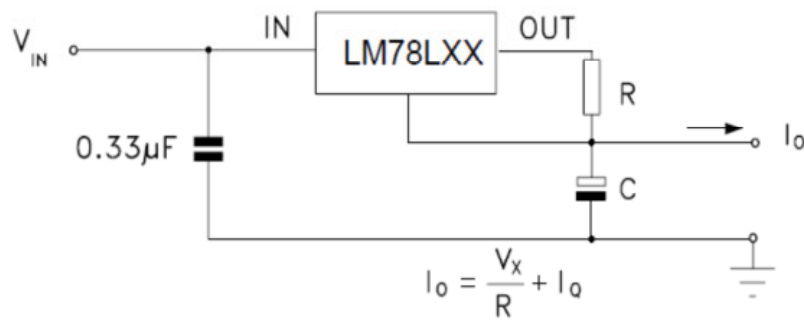 IN
OUT
V_IN
LM78LXX
R
0.33µF
I_O
C
I_O = V_X/R + I_Q